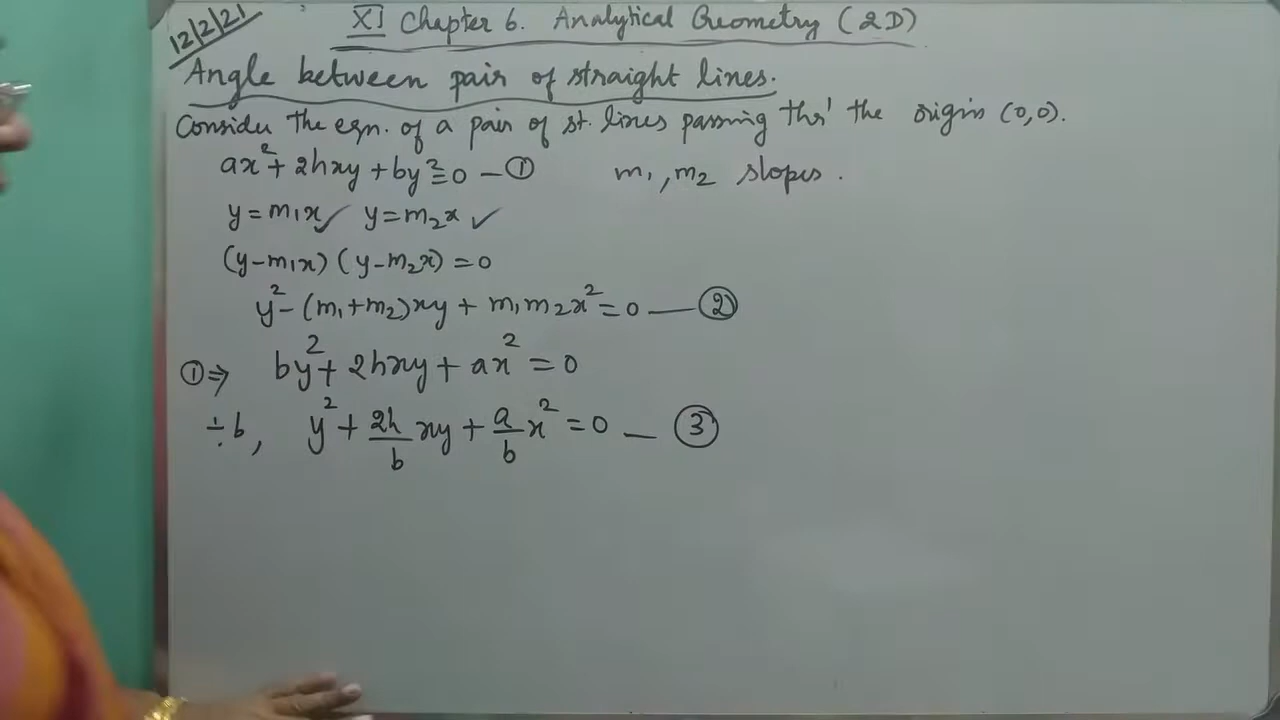 12/2/21
XI Chapter 6. Analytical Geometry (2D)
Angle between pair of straight lines.
Consider the eqn. of a pair of st. lines passing thr' the origin (0,0).
ax² + 2hxy + by² = 0 — ① m₁, m₂ slopes.
y = m₁x ✓ y = m₂x ✓
(y-m₁x) (y-m₂x) = 0
y² - (m₁+m₂)xy + m₁m₂x² = 0 — ②
① ⇒ by² + 2hxy + ax² = 0
÷ b, y² + 2h/b xy + a/b x² = 0 — ③